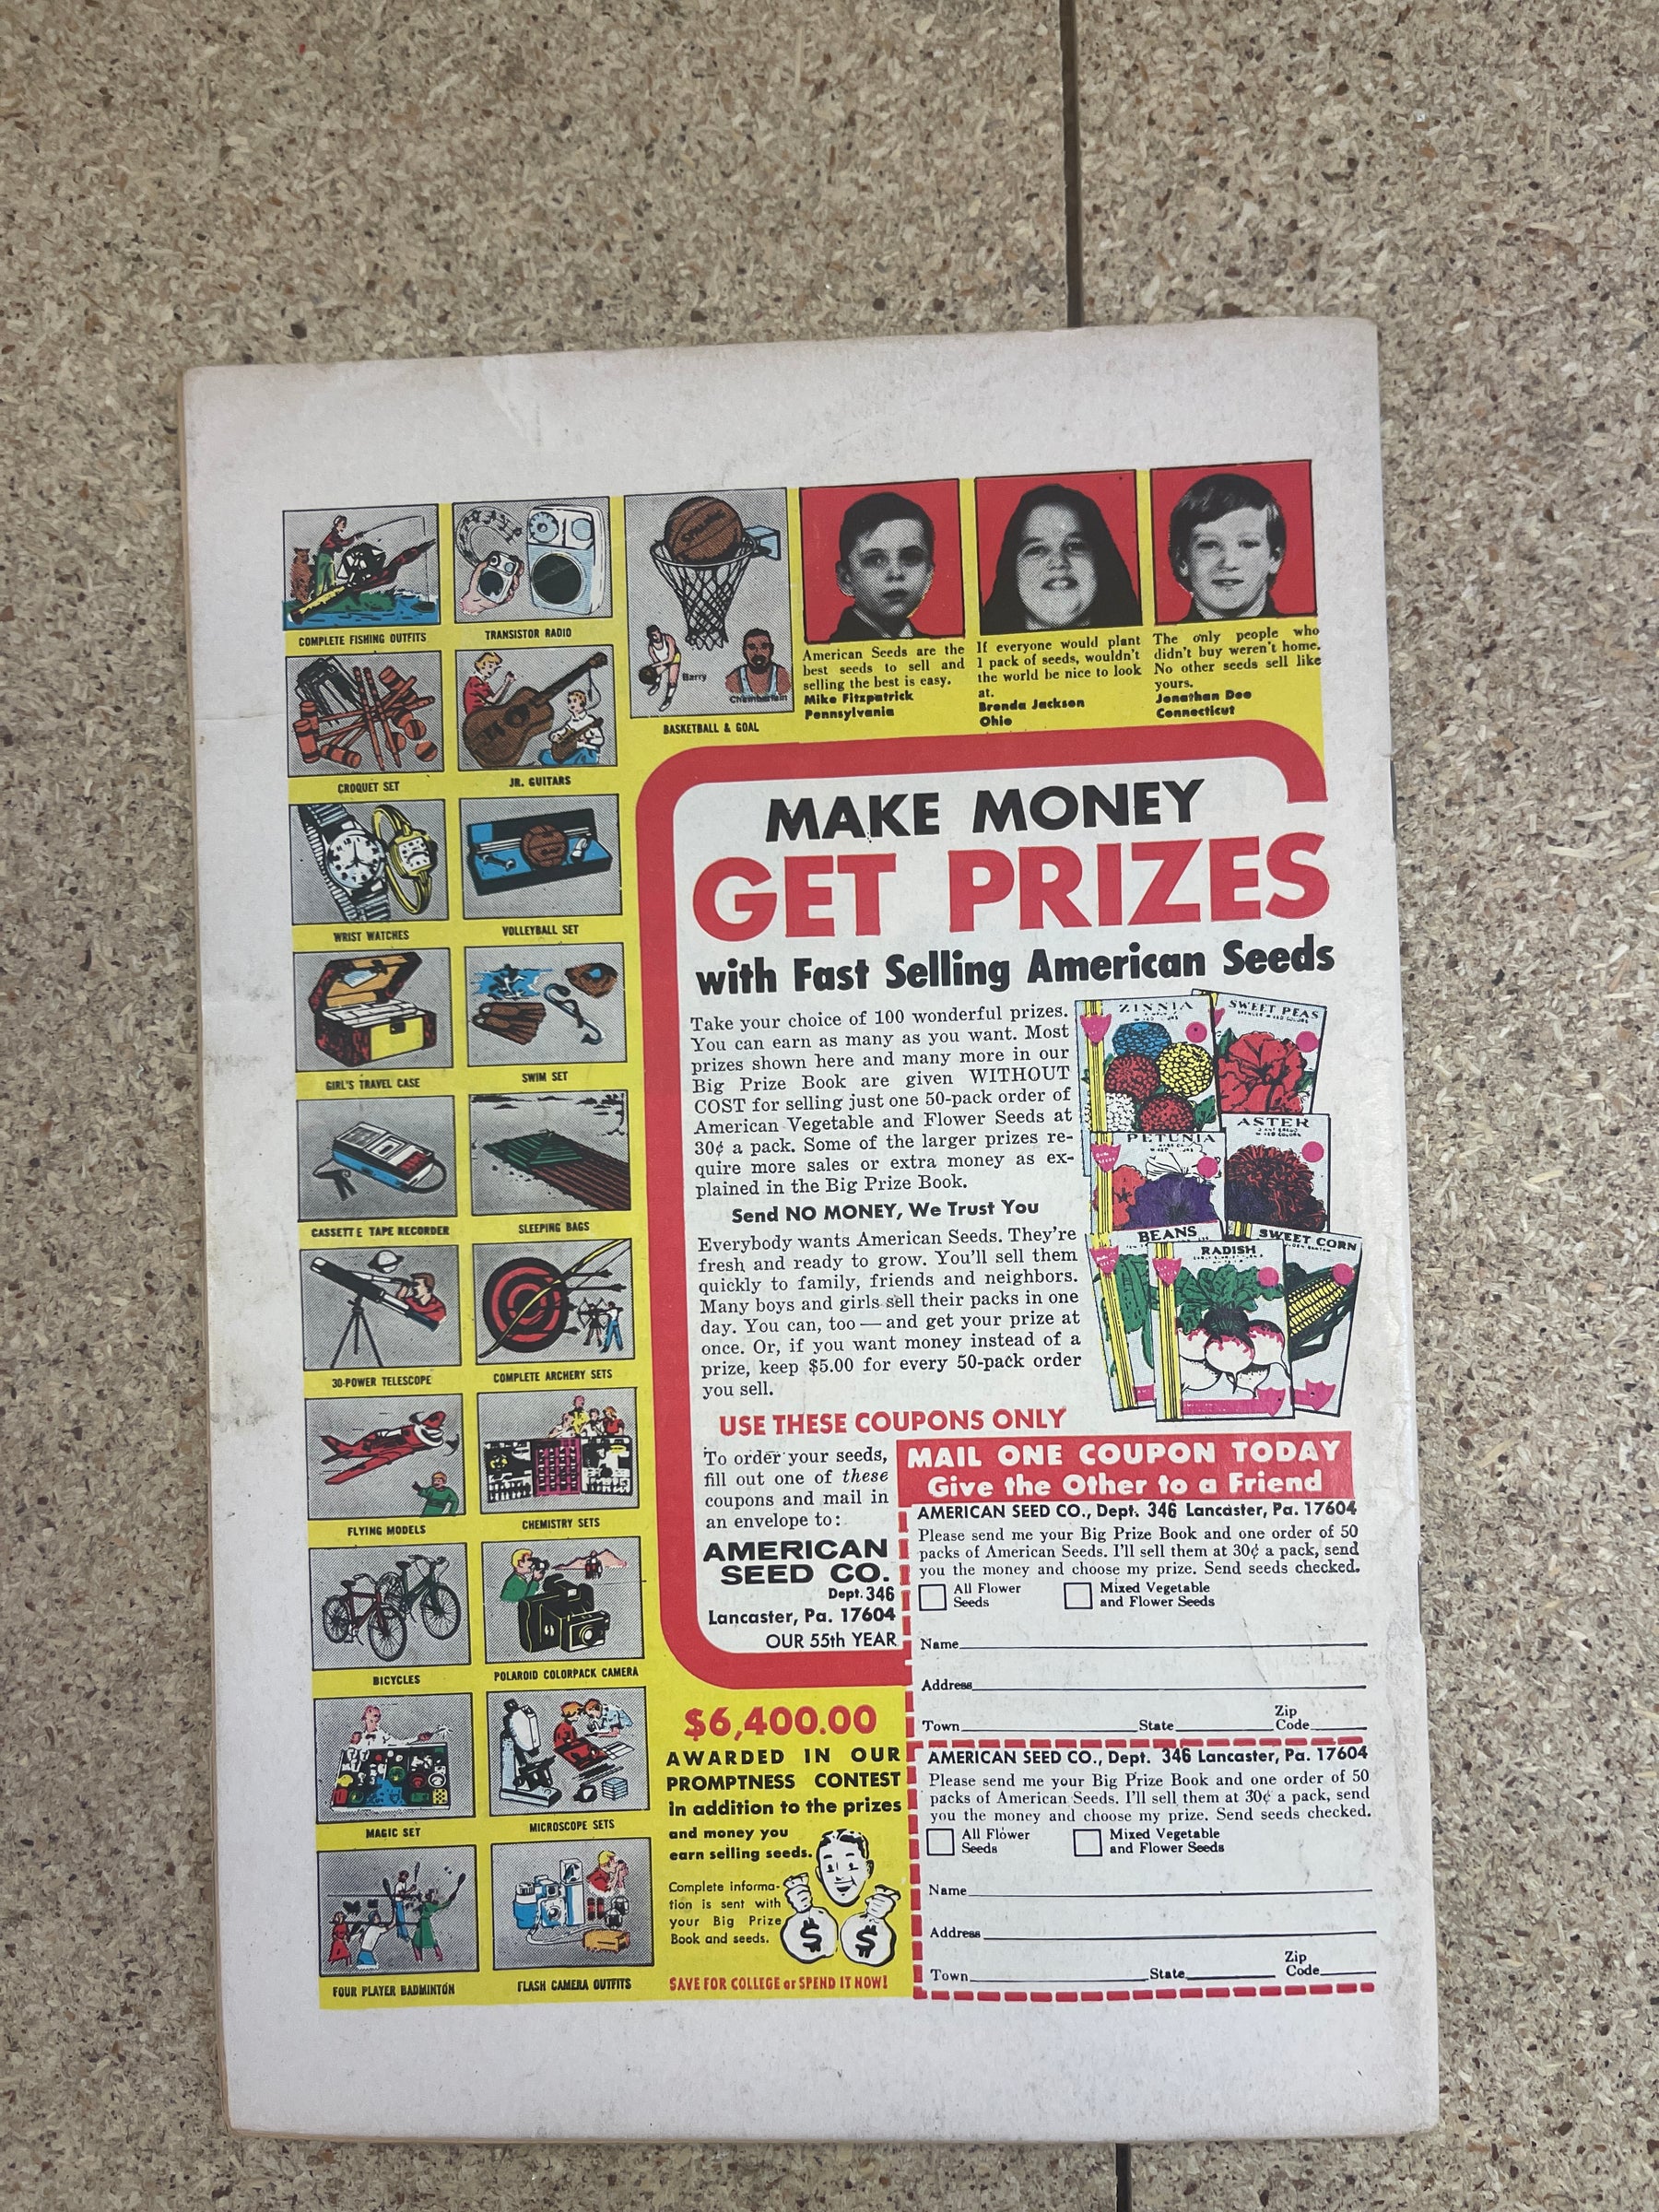 COMPLETE FISHING OUTFITS
TRANSISTOR RADIO
CROQUET SET
JR. GUITARS
Spalding
Barry
Chamberlain
BASKETBALL & GOAL
WRIST WATCHES
VOLLEYBALL SET
GIRL'S TRAVEL CASE
SWIM SET
CASSETTE TAPE RECORDER
SLEEPING BAGS
30-POWER TELESCOPE
COMPLETE ARCHERY SETS
FLYING MODELS
CHEMISTRY SETS
BICYCLES
POLAROID COLORPACK CAMERA
MAGIC SET
MICROSCOPE SETS
FOUR PLAYER BADMINTON
FLASH CAMERA OUTFITS
American Seeds are the
best seeds to sell and
selling the best is easy.
Mike Fitzpatrick
Pennsylvania
If everyone would plant
1 pack of seeds, wouldn't
the world be nice to look
at.
Brenda Jackson
Ohio
The only people who
didn't buy weren't home.
No other seeds sell like
yours.
Jonathan Dee
Connecticut
MAKE MONEY
GET PRIZES
with Fast Selling American Seeds
Take your choice of 100 wonderful prizes.
You can earn as many as you want. Most
prizes shown here and many more in our
Big Prize Book are given WITHOUT
COST for selling just one 50-pack order of
American Vegetable and Flower Seeds at
30¢ a pack. Some of the larger prizes re-
quire more sales or extra money as ex-
plained in the Big Prize Book.
Send NO MONEY, We Trust You
Everybody wants American Seeds. They're
fresh and ready to grow. You'll sell them
quickly to family, friends and neighbors.
Many boys and girls sell their packs in one
day. You can, too — and get your prize at
once. Or, if you want money instead of a
prize, keep $5.00 for every 50-pack order
you sell.
ZINNIA
SWEET PEAS
PETUNIA
ASTER
BEANS
RADISH
SWEET CORN
USE THESE COUPONS ONLY
To order your seeds,
fill out one of these
coupons and mail in
an envelope to:
AMERICAN
SEED CO.
Dept. 346
Lancaster, Pa. 17604
OUR 55th YEAR
MAIL ONE COUPON TODAY
Give the Other to a Friend
AMERICAN SEED CO., Dept. 346 Lancaster, Pa. 17604
Please send me your Big Prize Book and one order of 50
packs of American Seeds. I'll sell them at 30¢ a pack, send
you the money and choose my prize. Send seeds checked.
All Flower
Seeds
Mixed Vegetable
and Flower Seeds
Name
Address
Town State Zip Code
AMERICAN SEED CO., Dept. 346 Lancaster, Pa. 17604
Please send me your Big Prize Book and one order of 50
packs of American Seeds. I'll sell them at 30¢ a pack, send
you the money and choose my prize. Send seeds checked.
All Flower
Seeds
Mixed Vegetable
and Flower Seeds
Name
Address
Town State Zip Code
$6,400.00
AWARDED IN OUR
PROMPTNESS CONTEST
in addition to the prizes
and money you
earn selling seeds.
Complete informa-
tion is sent with
your Big Prize
Book and seeds.
$ $
SAVE FOR COLLEGE or SPEND IT NOW!